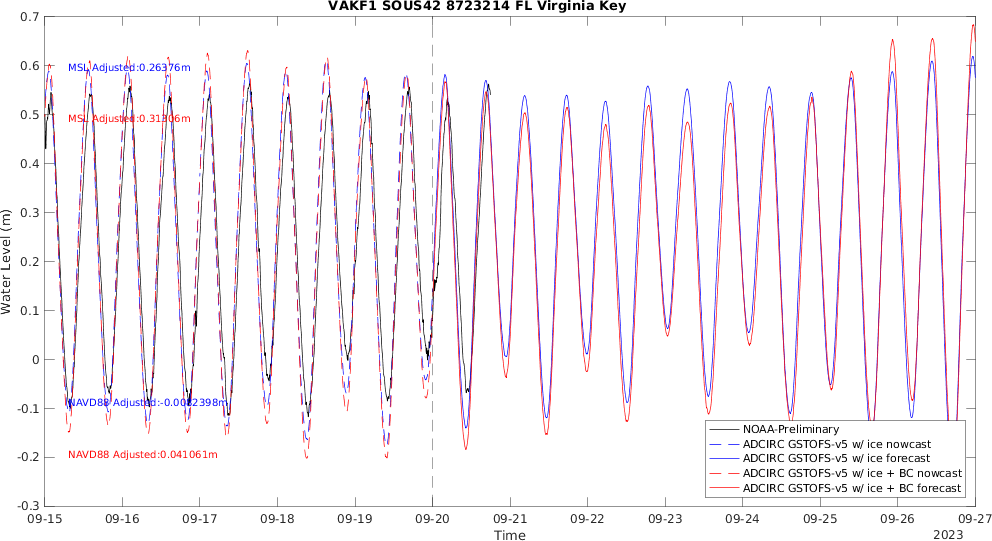 VAKF1 SOUS42 8723214 FL Virginia Key
0.7
0.6
0.5
0.4
0.3
0.2
0.1
0
-0.1
-0.2
-0.3
Water Level (m)
MSL Adjusted:0.26376m
MSL Adjusted:0.31306m
NAVD88 Adjusted:-0.0082398m
NAVD88 Adjusted:0.041061m
NOAA-Preliminary
ADCIRC GSTOFS-v5 w/ ice nowcast
ADCIRC GSTOFS-v5 w/ ice forecast
ADCIRC GSTOFS-v5 w/ ice + BC nowcast
ADCIRC GSTOFS-v5 w/ ice + BC forecast
09-15 09-16 09-17 09-18 09-19 09-20 09-21 09-22 09-23 09-24 09-25 09-26 09-27
Time
2023